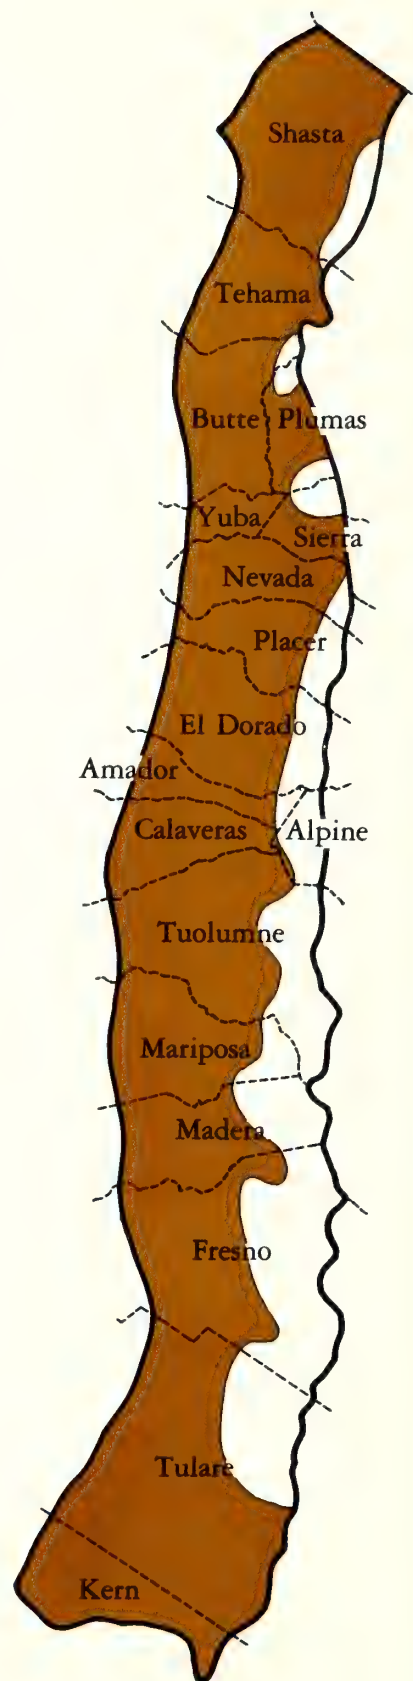 Shasta
Tehama
Butte
Plumas
Yuba
Sierra
Nevada
Placer
El Dorado
Amador
Calaveras
Alpine
Tuolumne
Mariposa
Madera
Fresno
Tulare
Kern